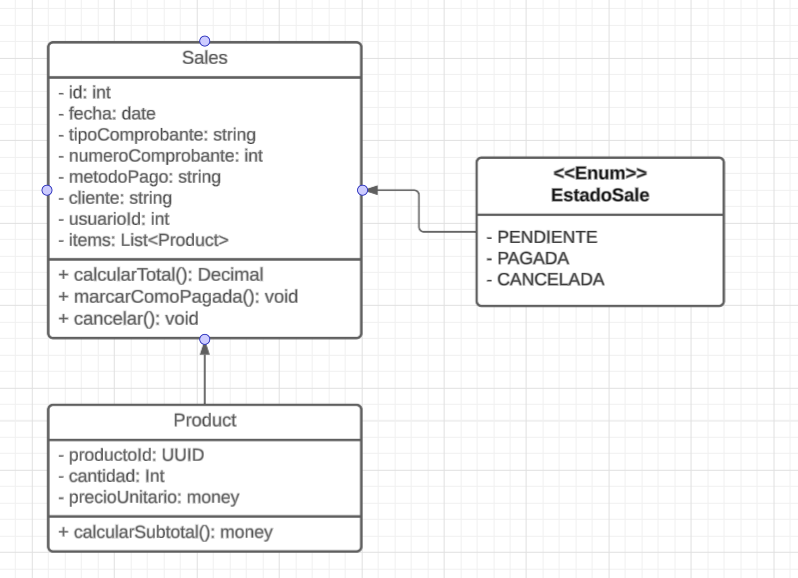 Sales
- id: int
- fecha: date
- tipoComprobante: string
- numeroComprobante: int
- metodoPago: string
- cliente: string
- usuarioId: int
- items: List<Product>
+ calcularTotal(): Decimal
+ marcarComoPagada(): void
+ cancelar(): void
<<Enum>>
EstadoSale
- PENDIENTE
- PAGADA
- CANCELADA
Product
- productoId: UUID
- cantidad: Int
- precioUnitario: money
+ calcularSubtotal(): money